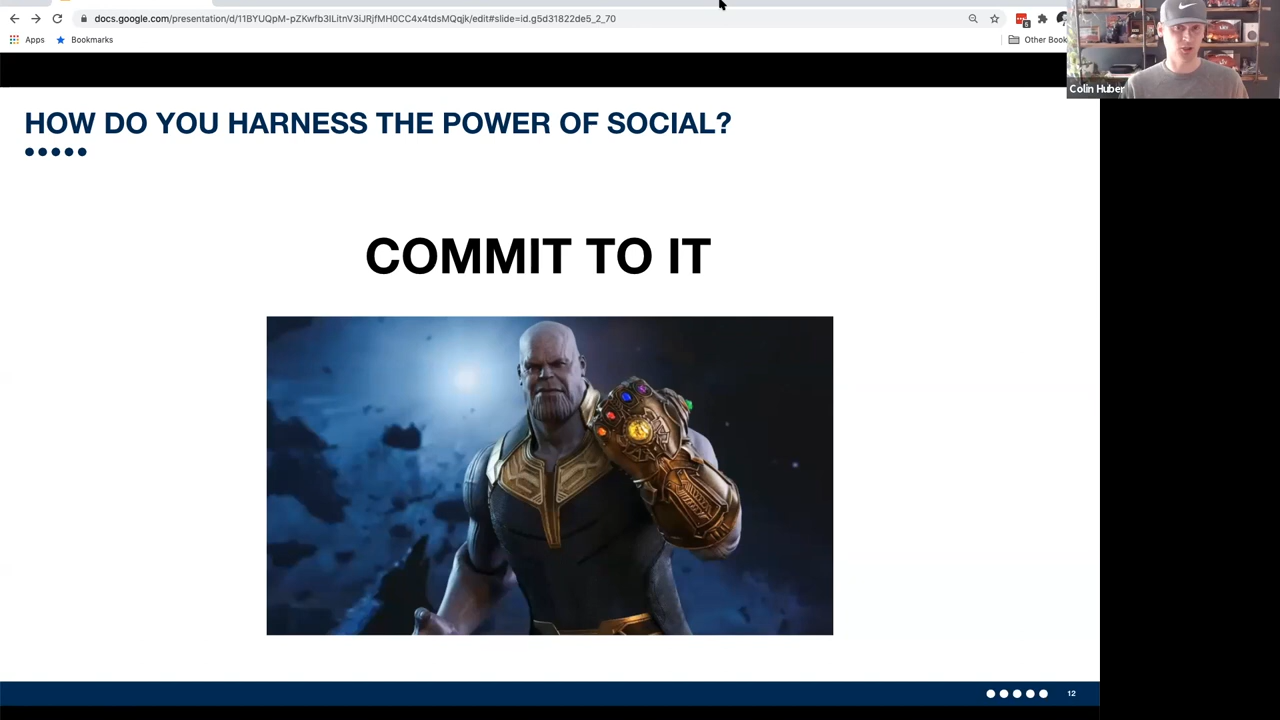 docs.google.com/presentation/d/11BYUQpM-pZKwfb3ILitnV3iJRjfMH0CC4x4tdsMQqjk/edit#slide=id.g5d31822de5_2_70
Apps
Bookmarks
Other Book
Colin Huber
HOW DO YOU HARNESS THE POWER OF SOCIAL?
COMMIT TO IT
12